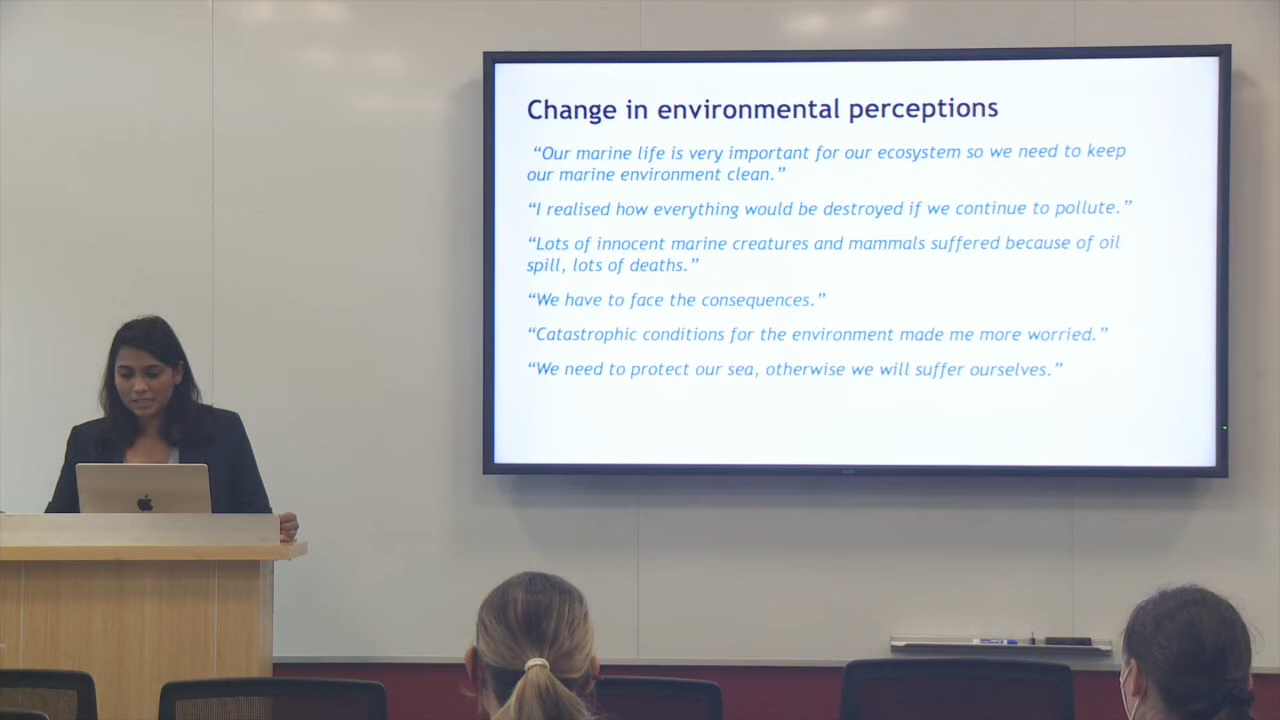 Change in environmental perceptions
“Our marine life is very important for our ecosystem so we need to keep
our marine environment clean.”
“I realised how everything would be destroyed if we continue to pollute.”
“Lots of innocent marine creatures and mammals suffered because of oil
spill, lots of deaths.”
“We have to face the consequences.”
“Catastrophic conditions for the environment made me more worried.”
“We need to protect our sea, otherwise we will suffer ourselves.”